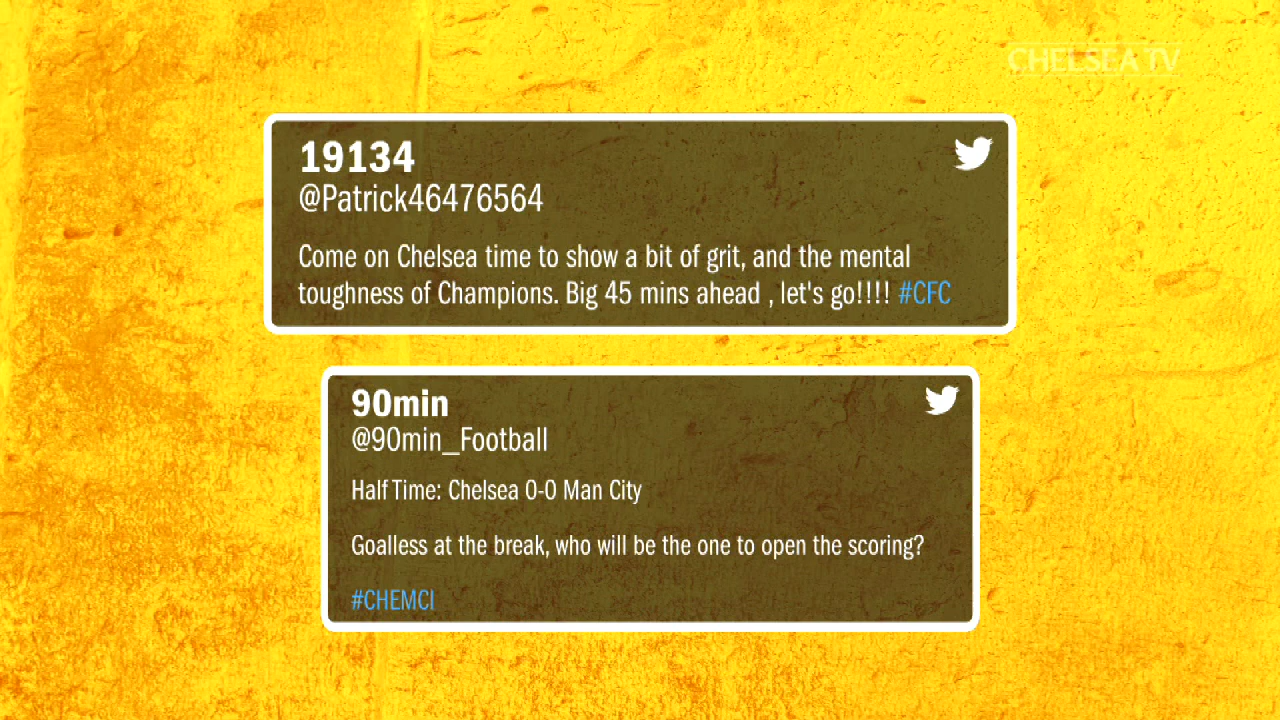 CHELSEA TV
19134
@Patrick46476564
Come on Chelsea time to show a bit of grit, and the mental
toughness of Champions. Big 45 mins ahead , let's go!!!! #CFC
90min
@90min_Football
Half Time: Chelsea 0-0 Man City
Goalless at the break, who will be the one to open the scoring?
#CHEMCI